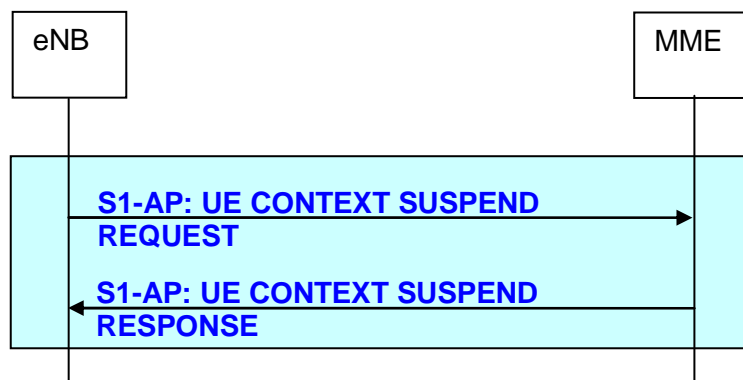 eNB
MME
S1-AP: UE CONTEXT SUSPEND
REQUEST
S1-AP: UE CONTEXT SUSPEND
RESPONSE